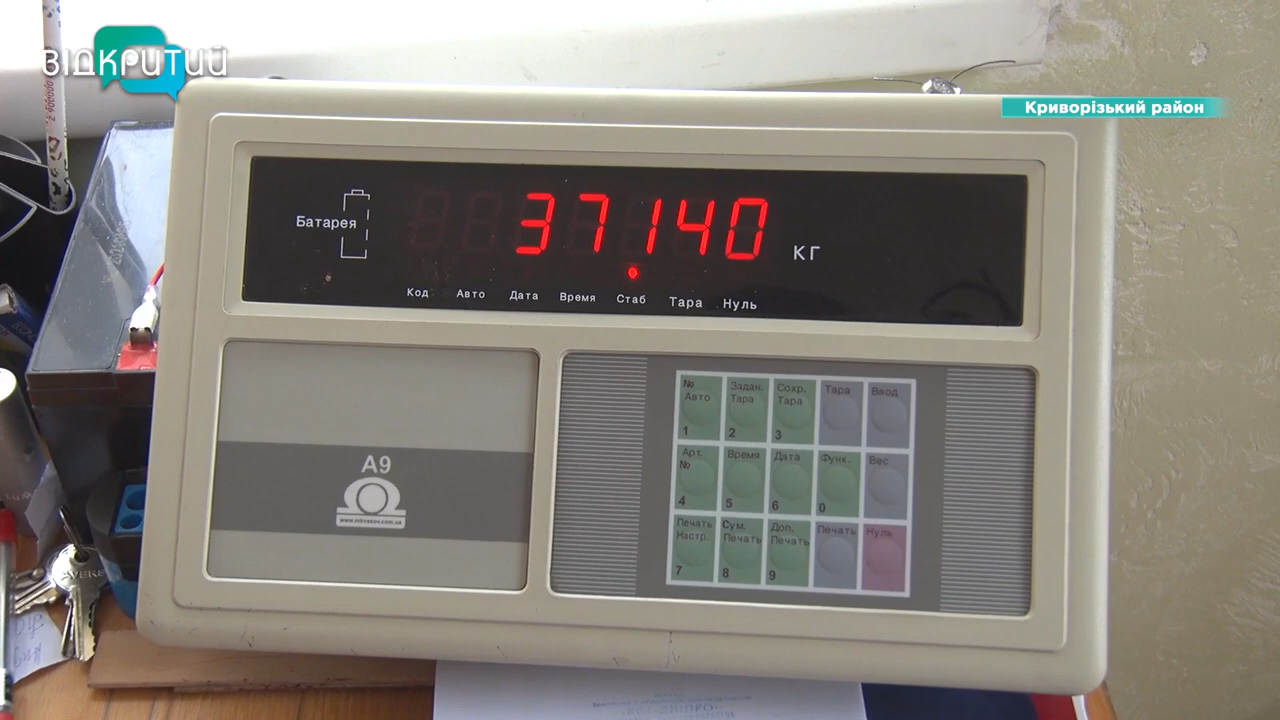 ВІДКРИТИЙ
Криворізький район
Батарея
37140 кг
Код Авто Дата Время Стаб Тара Нуль
A9
№ Авто 1
Задан. Тара 2
Сохр. Тара 3
Тара
Ввод
Арт. № 4
Время 5
Дата 6
Функ. 0
Вес
Печать Настр. 7
Сум. Печать 8
Доп. Печать 9
Печать
Нуль